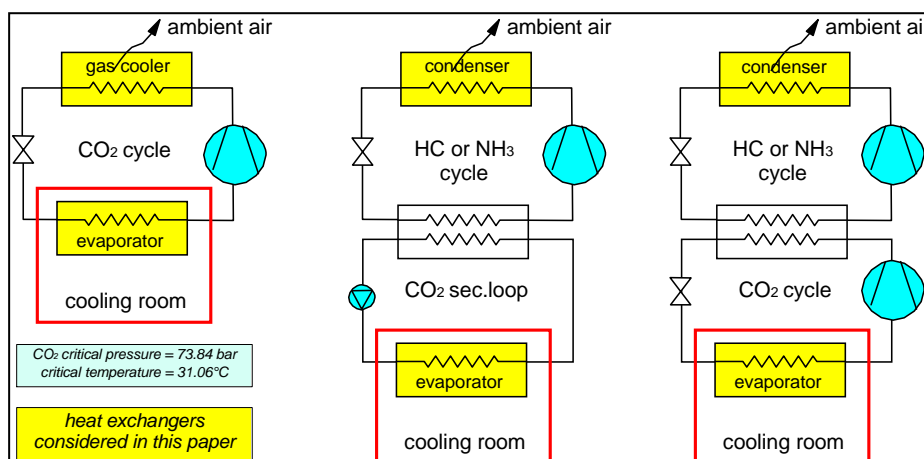 ambient air
gas cooler
CO2 cycle
evaporator
cooling room
CO2 critical pressure = 73.84 bar
critical temperature = 31.06°C
heat exchangers
considered in this paper
ambient air
condenser
HC or NH3
cycle
CO2 sec.loop
evaporator
cooling room
ambient air
condenser
HC or NH3
cycle
CO2 cycle
evaporator
cooling room